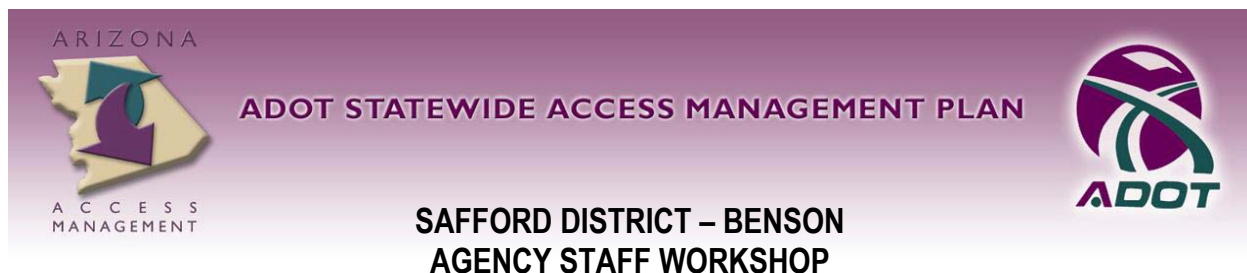 ARIZONA
ACCESS
MANAGEMENT
ADOT STATEWIDE ACCESS MANAGEMENT PLAN
ADOT
SAFFORD DISTRICT – BENSON
AGENCY STAFF WORKSHOP